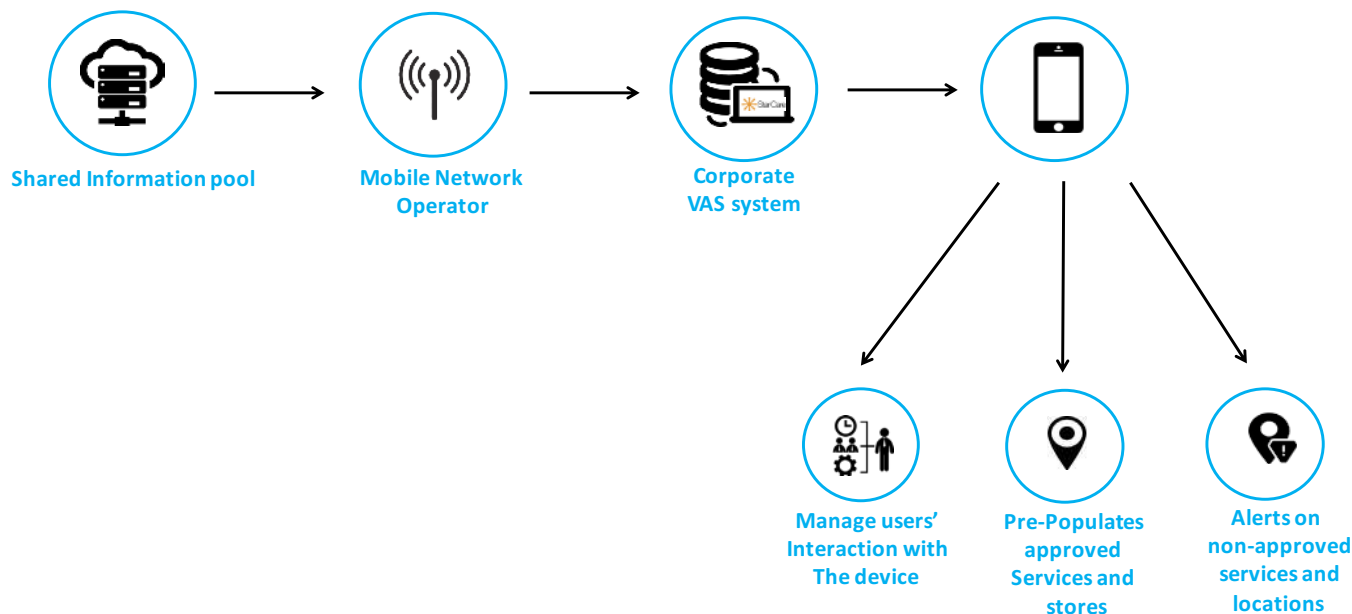 StarCare
Shared Information pool
Mobile Network
Operator
Corporate
VAS system
Manage users’
Interaction with
The device
Pre-Populates
approved
Services and
stores
Alerts on
non-approved
services and
locations